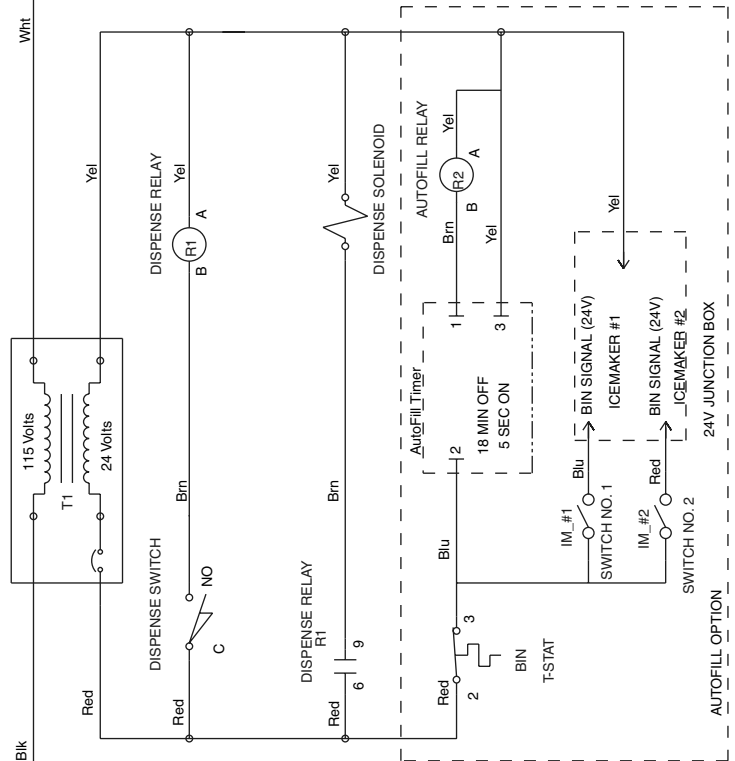 Wht
Blk
115 Volts
24 Volts
T1
Yel
Red
DISPENSE RELAY
Yel
A
R1
B
Brn
DISPENSE SWITCH
NO
C
Red
Yel
DISPENSE SOLENOID
Brn
DISPENSE RELAY
R1
9
6
Red
AUTOFILL RELAY
Yel
A
R2
B
Brn
Yel
AutoFill Timer
1
3
18 MIN OFF
5 SEC ON
2
Blu
3
BIN
T-STAT
Red
2
Yel
BIN SIGNAL (24V)
ICEMAKER #1
BIN SIGNAL (24V)
ICEMAKER #2
24V JUNCTION BOX
Blu
IM_#1
SWITCH NO. 1
Red
IM_#2
SWITCH NO. 2
AUTOFILL OPTION